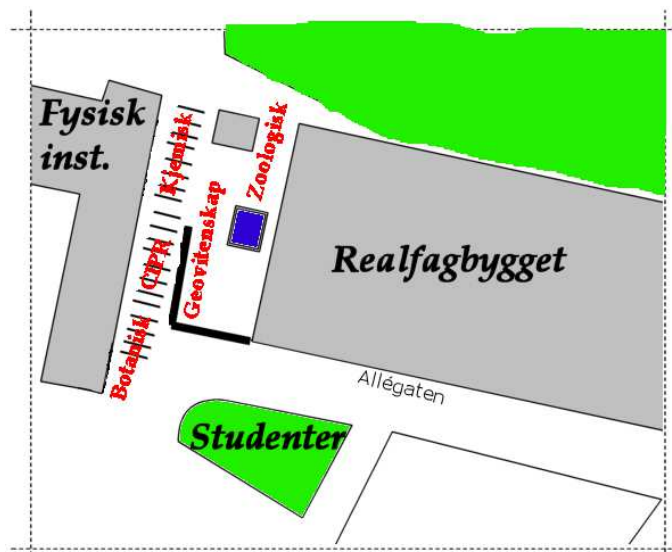 Fysisk
inst.
Kjemisk
Zoologisk
Geovitenskap
CIPR
Botanisk
Realfagbygget
Allégaten
Studenter